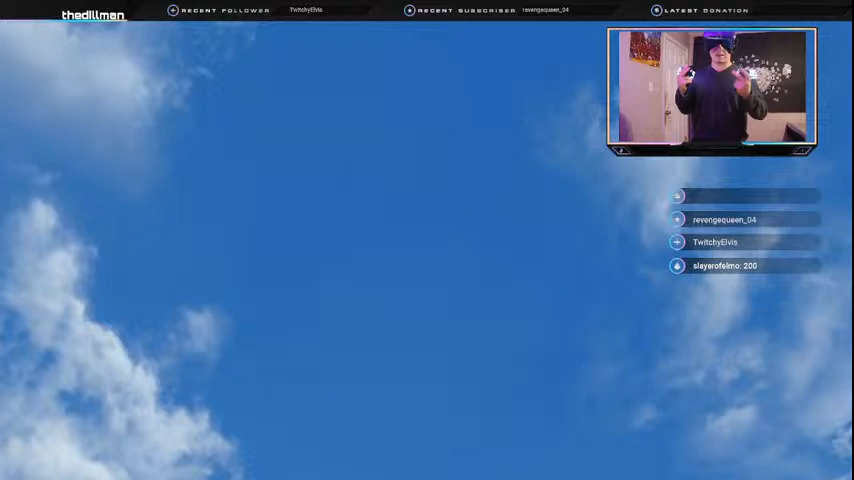 thedillman
RECENT FOLLOWER TwitchyElvis
RECENT SUBSCRIBER revengequeen_04
LATEST DONATION
revengequeen_04
TwitchyElvis
slayerofelmo: 200